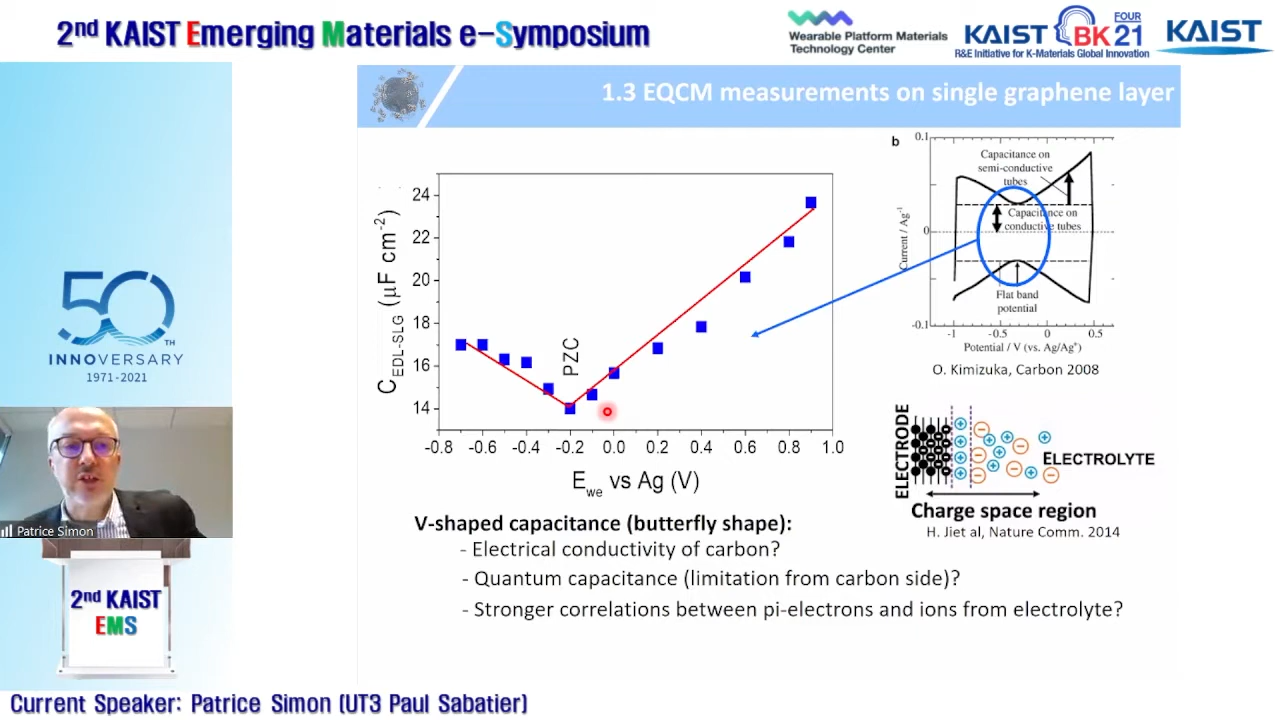 2nd KAIST Emerging Materials e-Symposium
Wearable Platform Materials
Technology Center
KAIST BK21 FOUR
R&E Initiative for K-Materials Global Innovation
KAIST
1.3 EQCM measurements on single graphene layer
50TH
INNOVERSARY
1971-2021
Patrice Simon
2nd KAIST
EMS
C EDL-SLG (μF cm-2)
24
22
20
18
16
14
PZC
-0.8 -0.6 -0.4 -0.2 0.0 0.2 0.4 0.6 0.8 1.0
Ewe vs Ag (V)
b
0.1
0
-0.1
Current / Ag-1
Capacitance on
semi-conductive
tubes
Capacitance on
conductive tubes
Flat band
potential
-1 -0.5 0 0.5
Potential / V (vs. Ag/Ag+)
O. Kimizuka, Carbon 2008
ELECTRODE
ELECTROLYTE
Charge space region
H. Jiet al, Nature Comm. 2014
V-shaped capacitance (butterfly shape):
- Electrical conductivity of carbon?
- Quantum capacitance (limitation from carbon side)?
- Stronger correlations between pi-electrons and ions from electrolyte?
Current Speaker: Patrice Simon (UT3 Paul Sabatier)